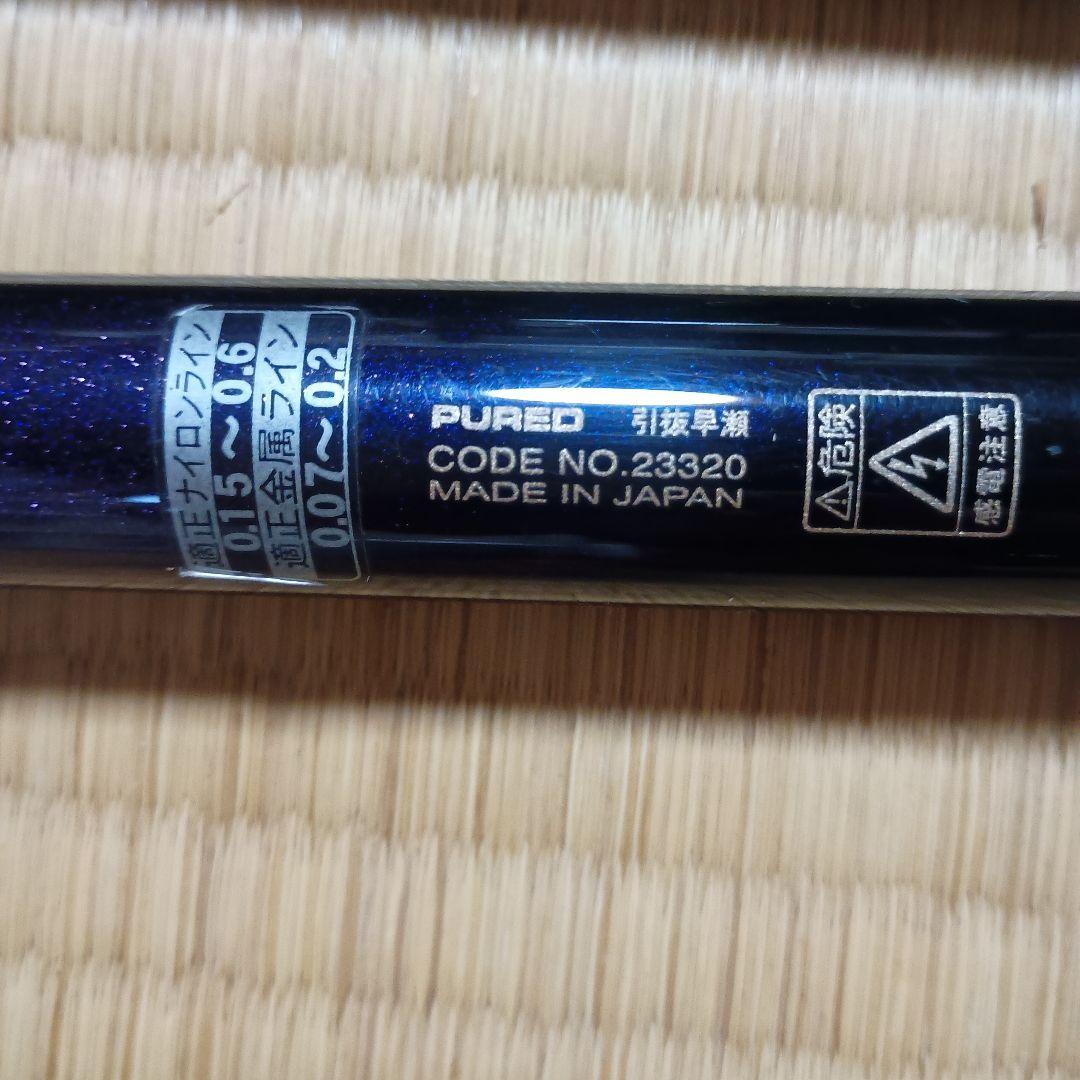 適正ナイロンライン
0.15～0.6
適正金属ライン
0.07～0.2
PURED 引抜早瀬
CODE NO.23320
MADE IN JAPAN
危険
感電注意